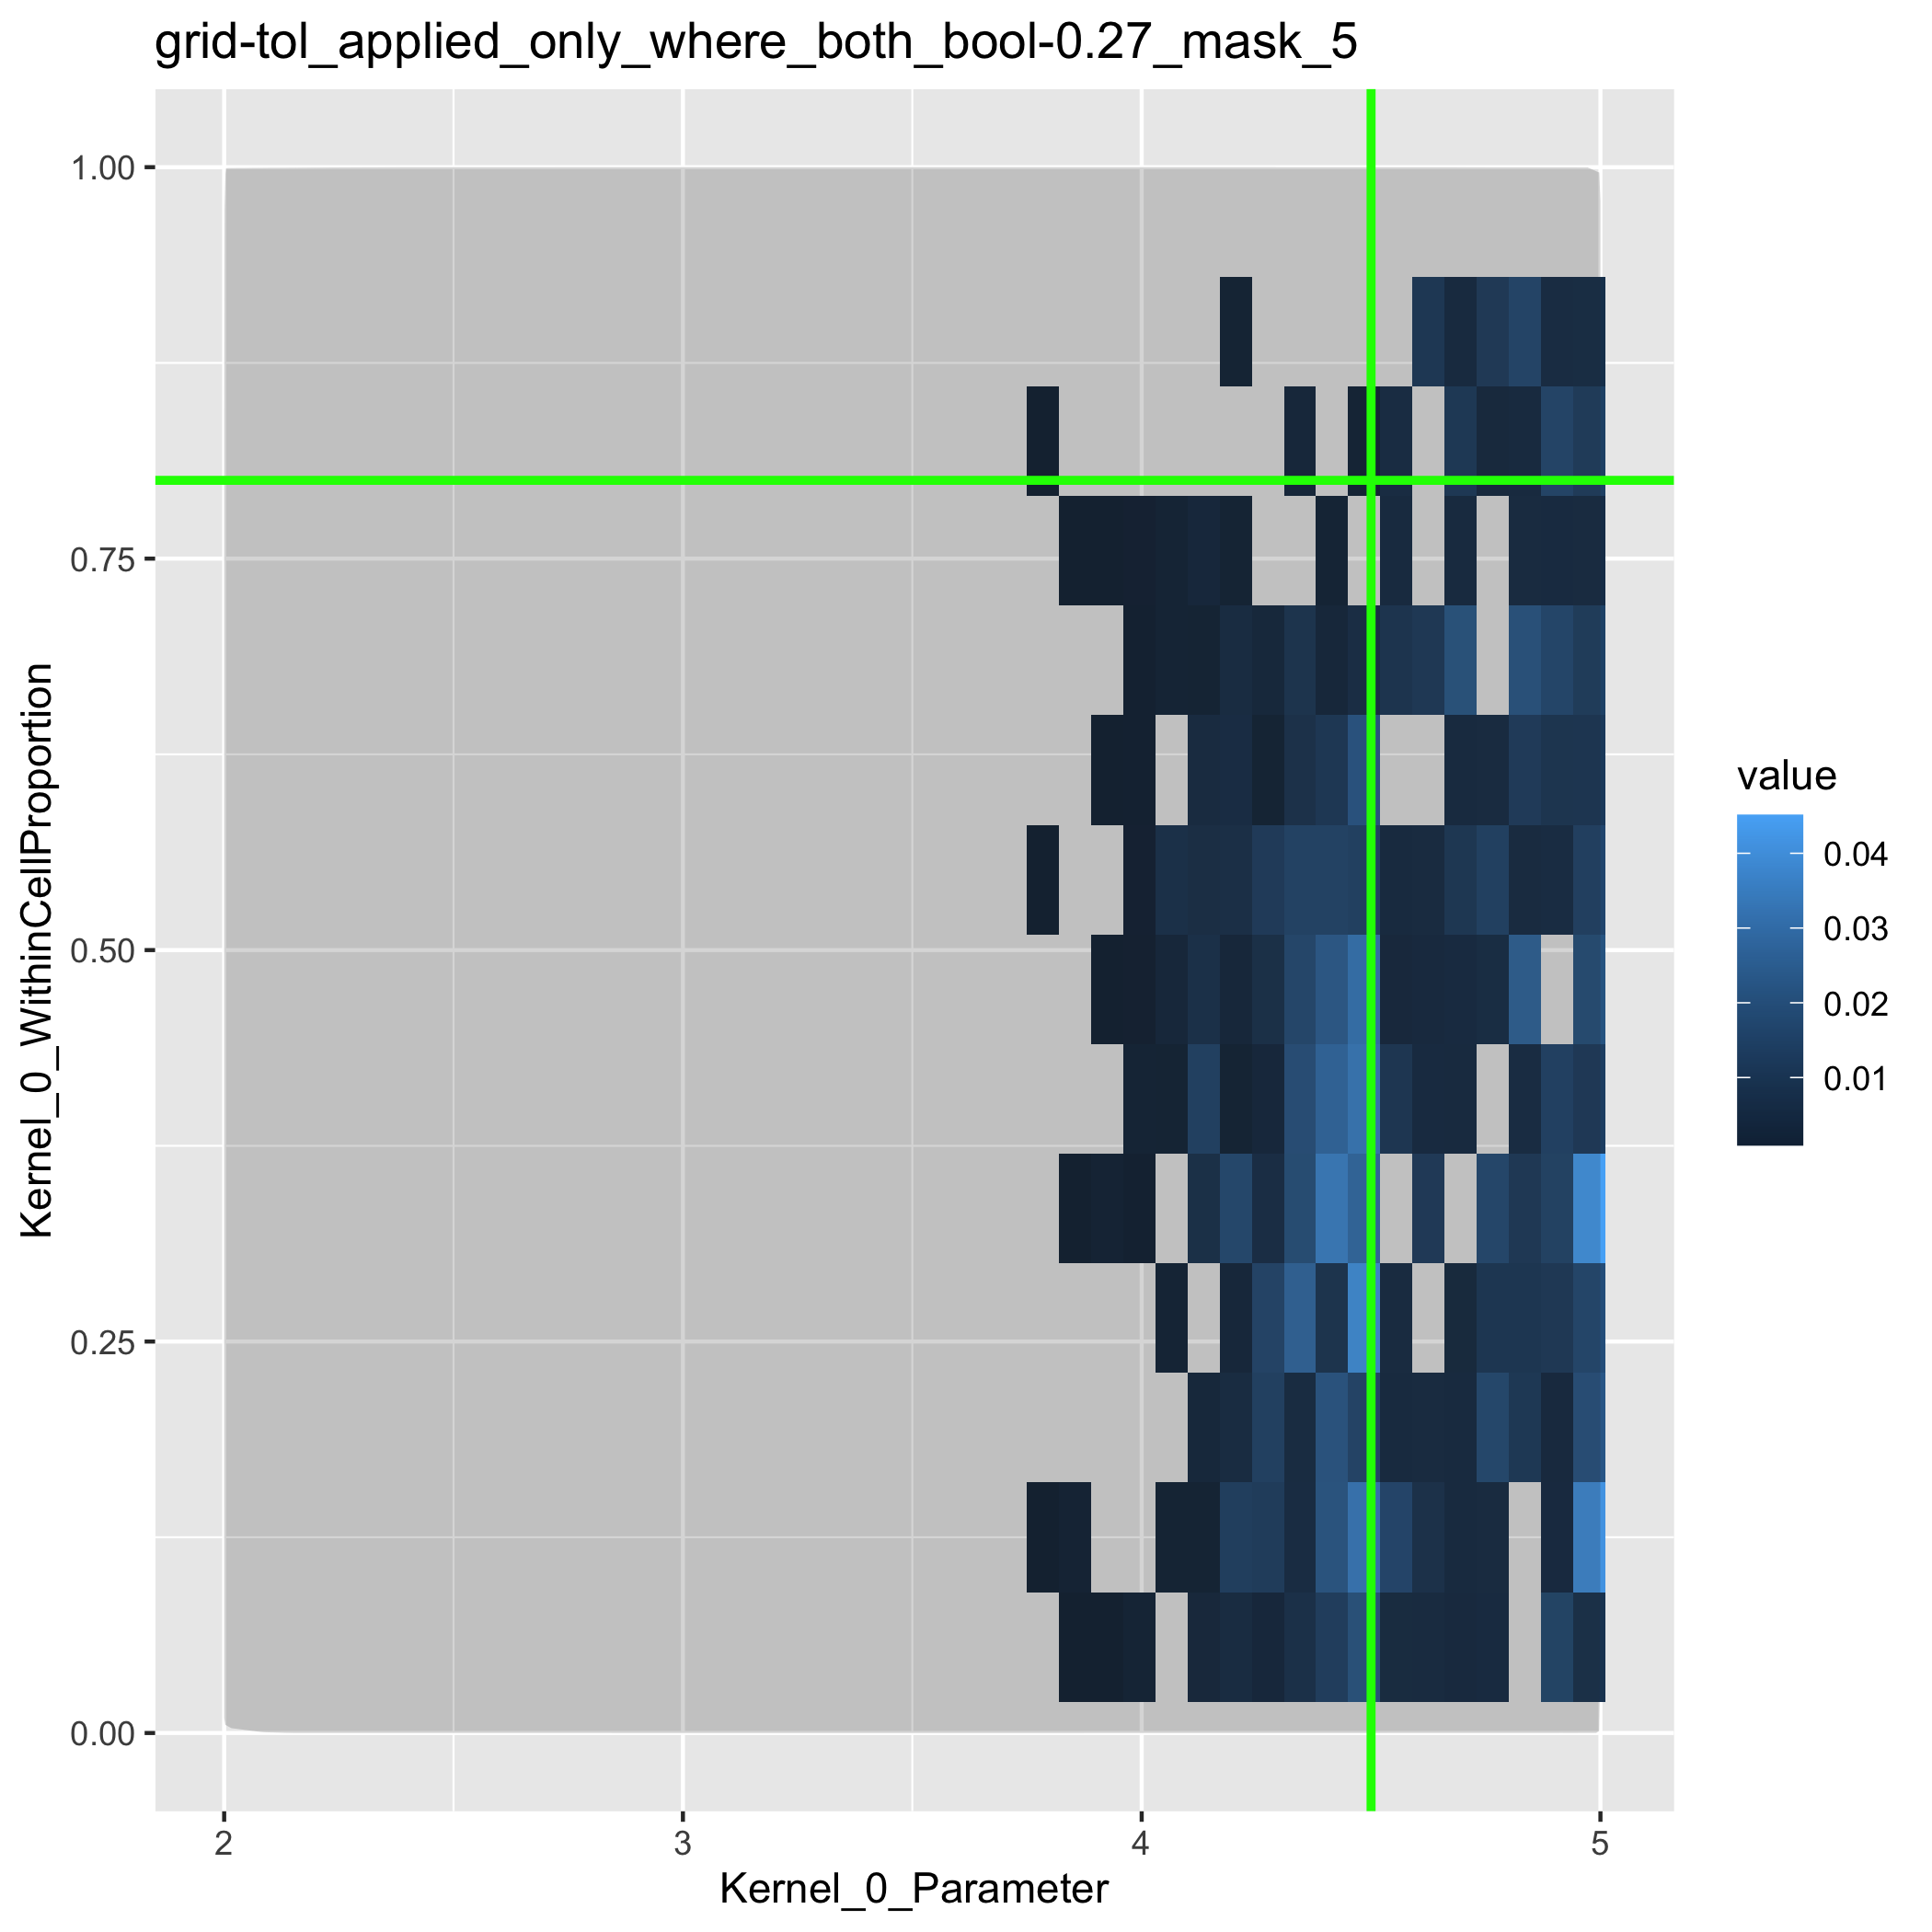 grid-tol_applied_only_where_both_bool-0.27_mask_5
1.00
0.75
0.50
0.25
0.00
Kernel_0_WithinCellProportion
2 3 4 5
Kernel_0_Parameter
value
0.04
0.03
0.02
0.01